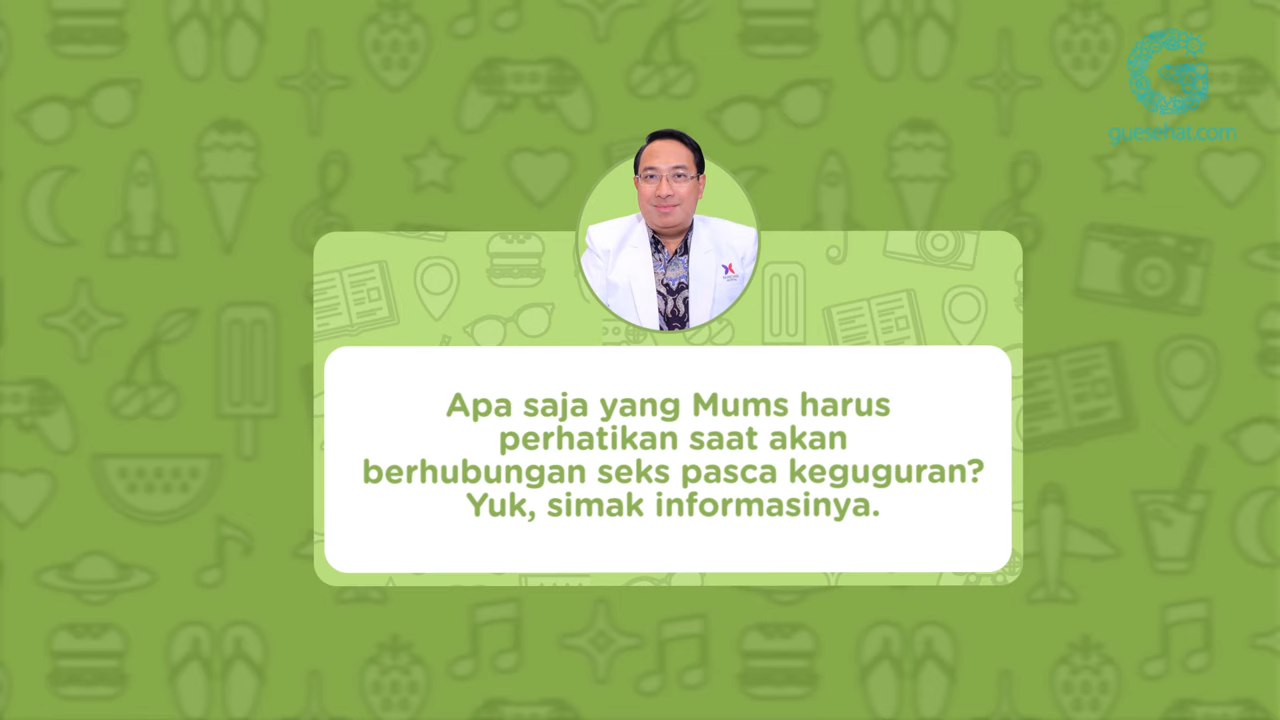 guesehat.com
Apa saja yang Mums harus
perhatikan saat akan
berhubungan seks pasca keguguran?
Yuk, simak informasinya.